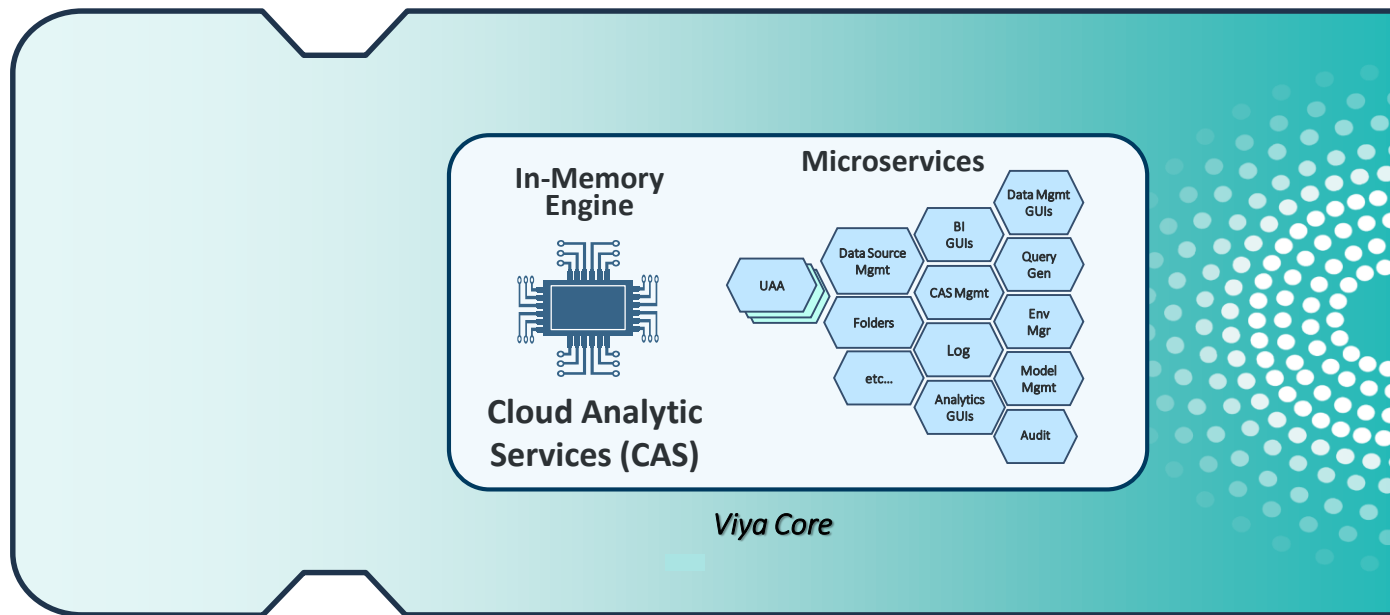 In-Memory
Engine
Cloud Analytic
Services (CAS)
Microservices
UAA
Data Source
Mgmt
Folders
etc...
BI
GUIs
CAS Mgmt
Log
Analytics
GUIs
Data Mgmt
GUIs
Query
Gen
Env
Mgr
Model
Mgmt
Audit
Viya Core